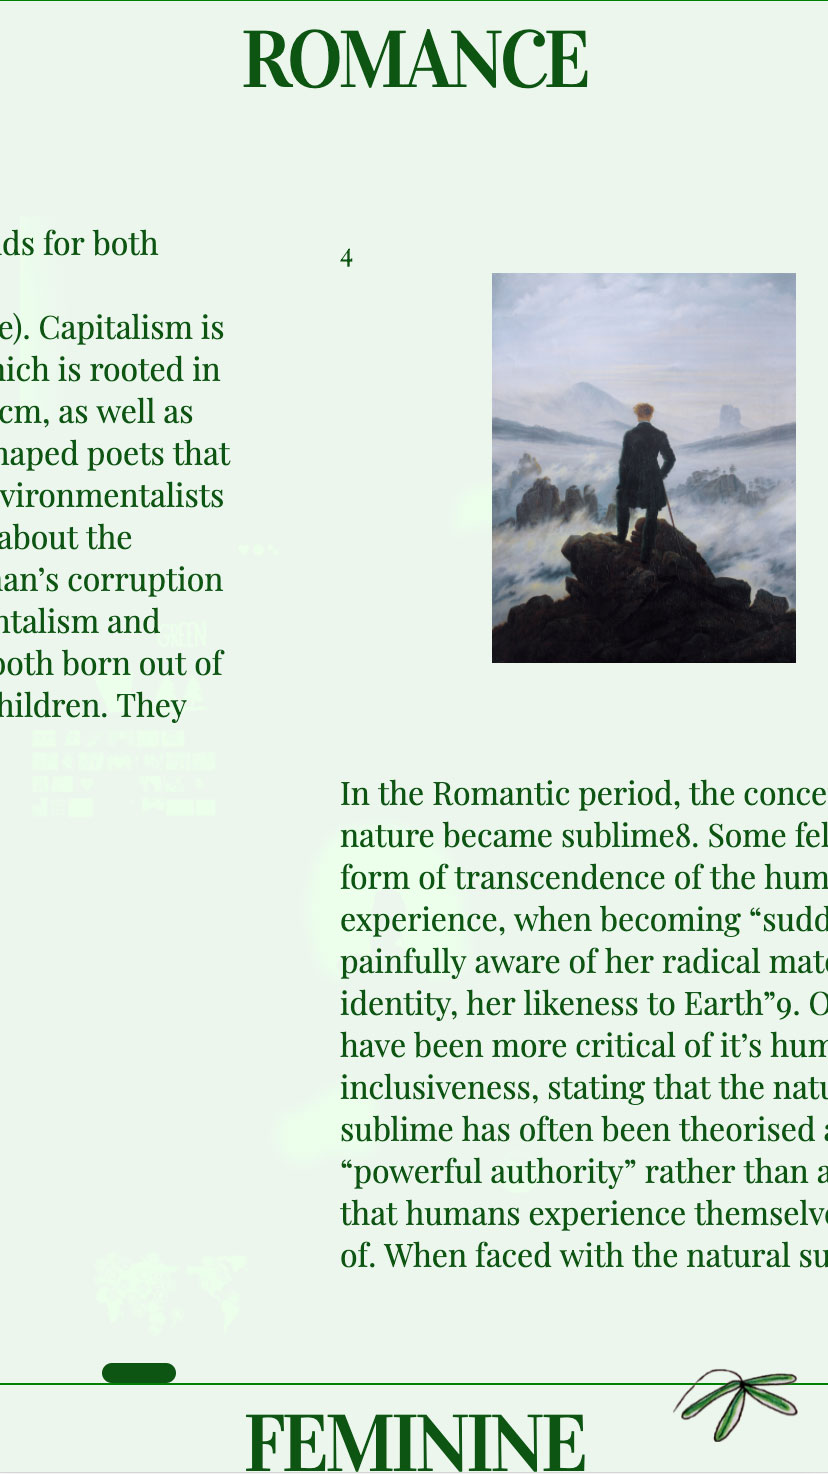 ROMANCE
ds for both
e). Capitalism is
ich is rooted in
cm, as well as
haped poets that
vironmentalists
about the
an’s corruption
ntalism and
both born out of
hildren. They
GREEN
4
In the Romantic period, the conce
nature became sublime8. Some fel
form of transcendence of the hum
experience, when becoming “sudd
painfully aware of her radical mate
identity, her likeness to Earth”9. O
have been more critical of it’s hum
inclusiveness, stating that the natu
sublime has often been theorised a
“powerful authority” rather than a
that humans experience themselve
of. When faced with the natural su
FEMININE